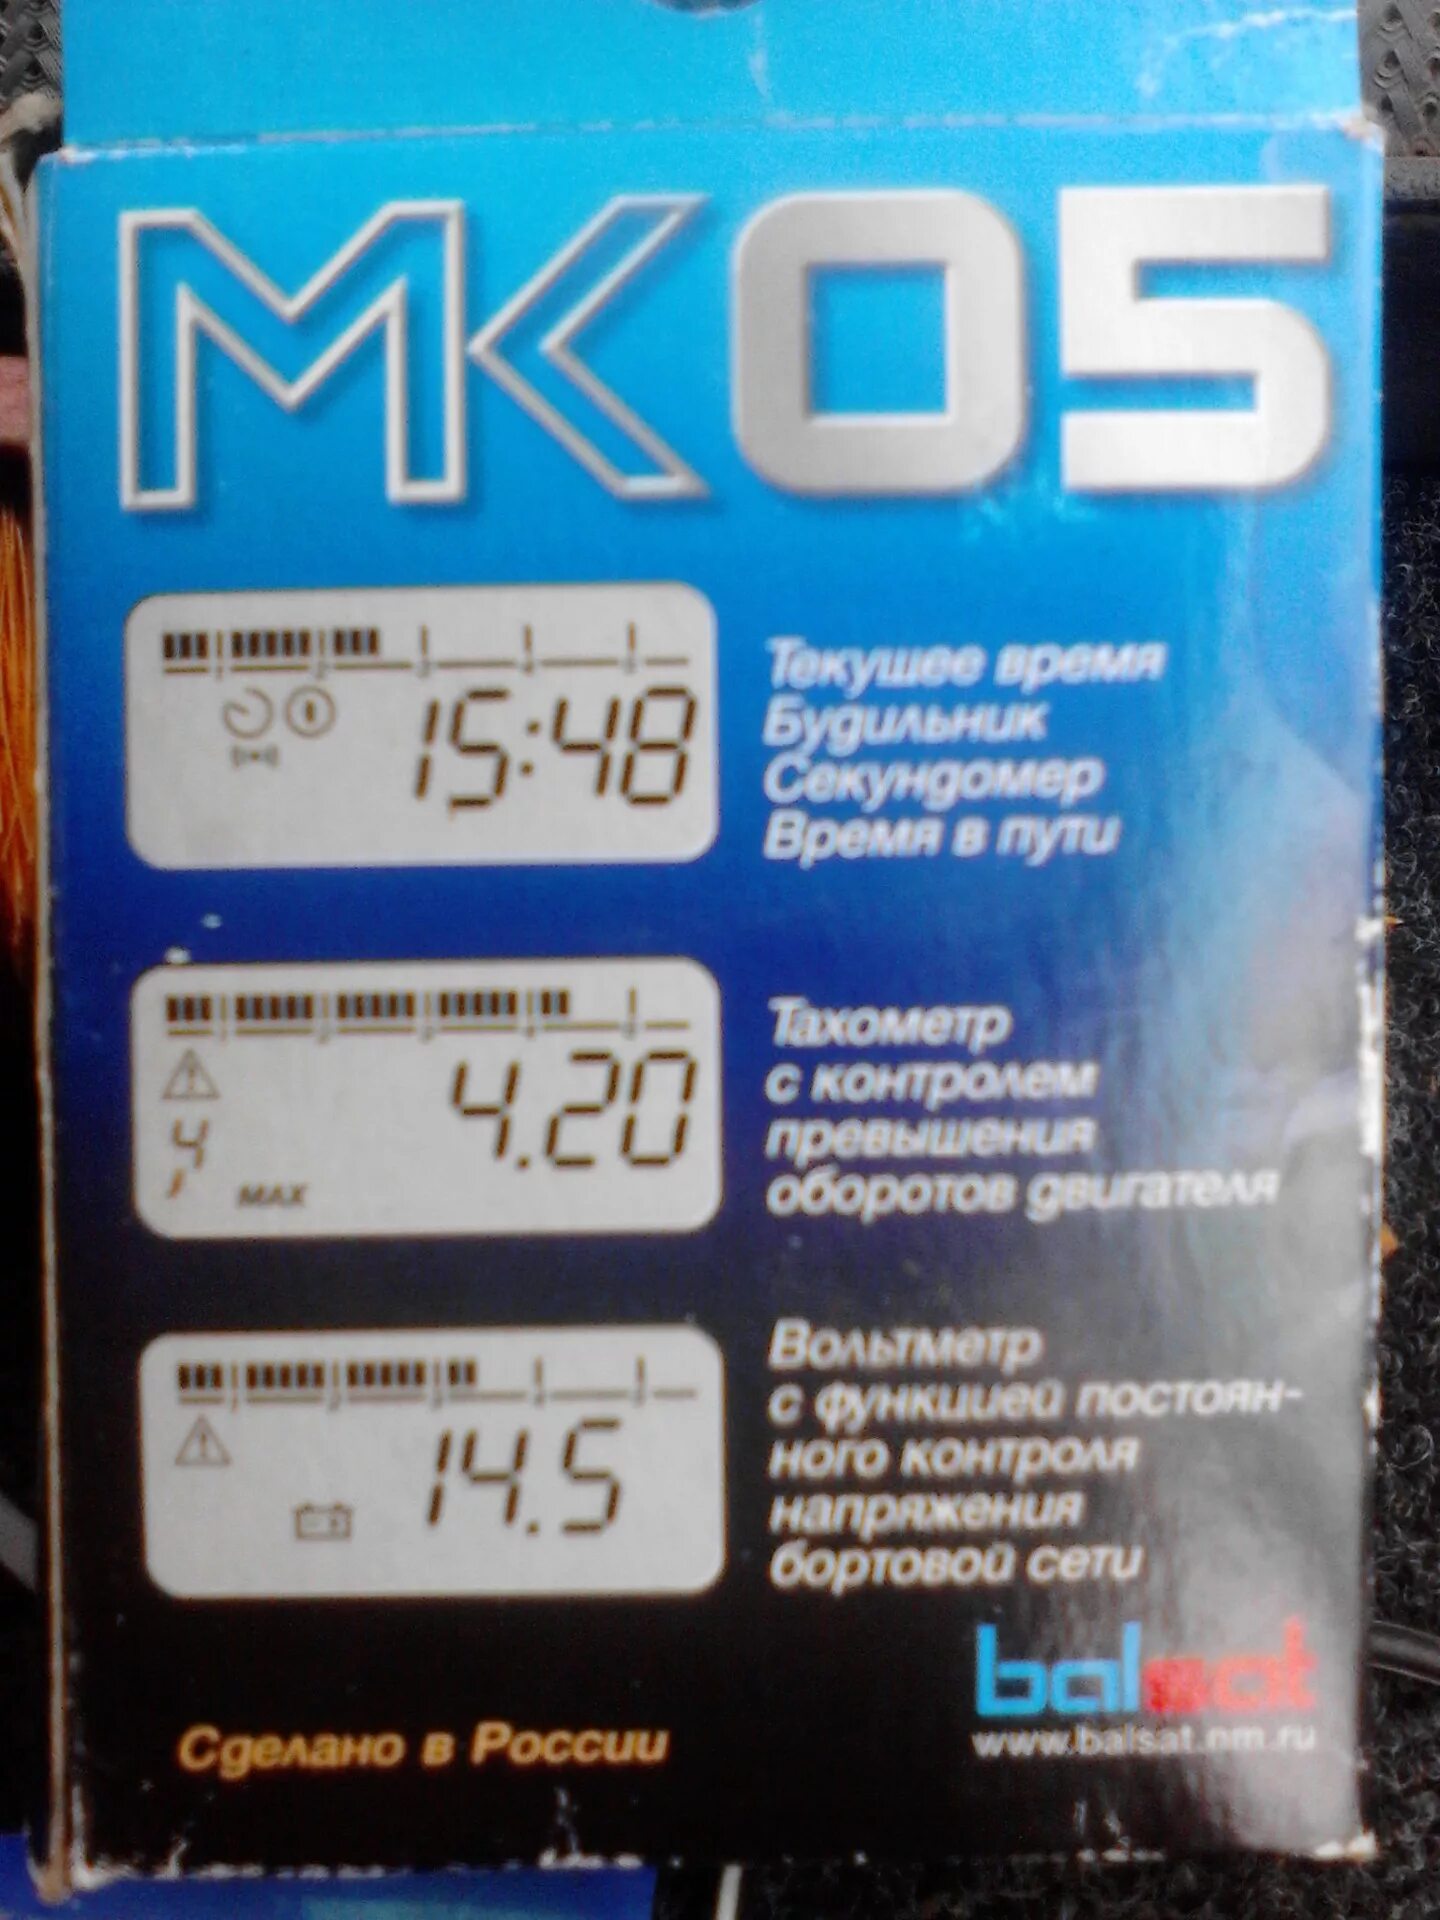 МК05
15:48
Текущее время
Будильник
Секундомер
Время в пути
4.20
4
MAX
Тахометр
с контролем
превышения
оборотов двигателя
14.5
Вольтметр
с функцией постоян-
ного контроля
напряжения
бортовой сети
balsat
www.balsat.nm.ru
Сделано в России